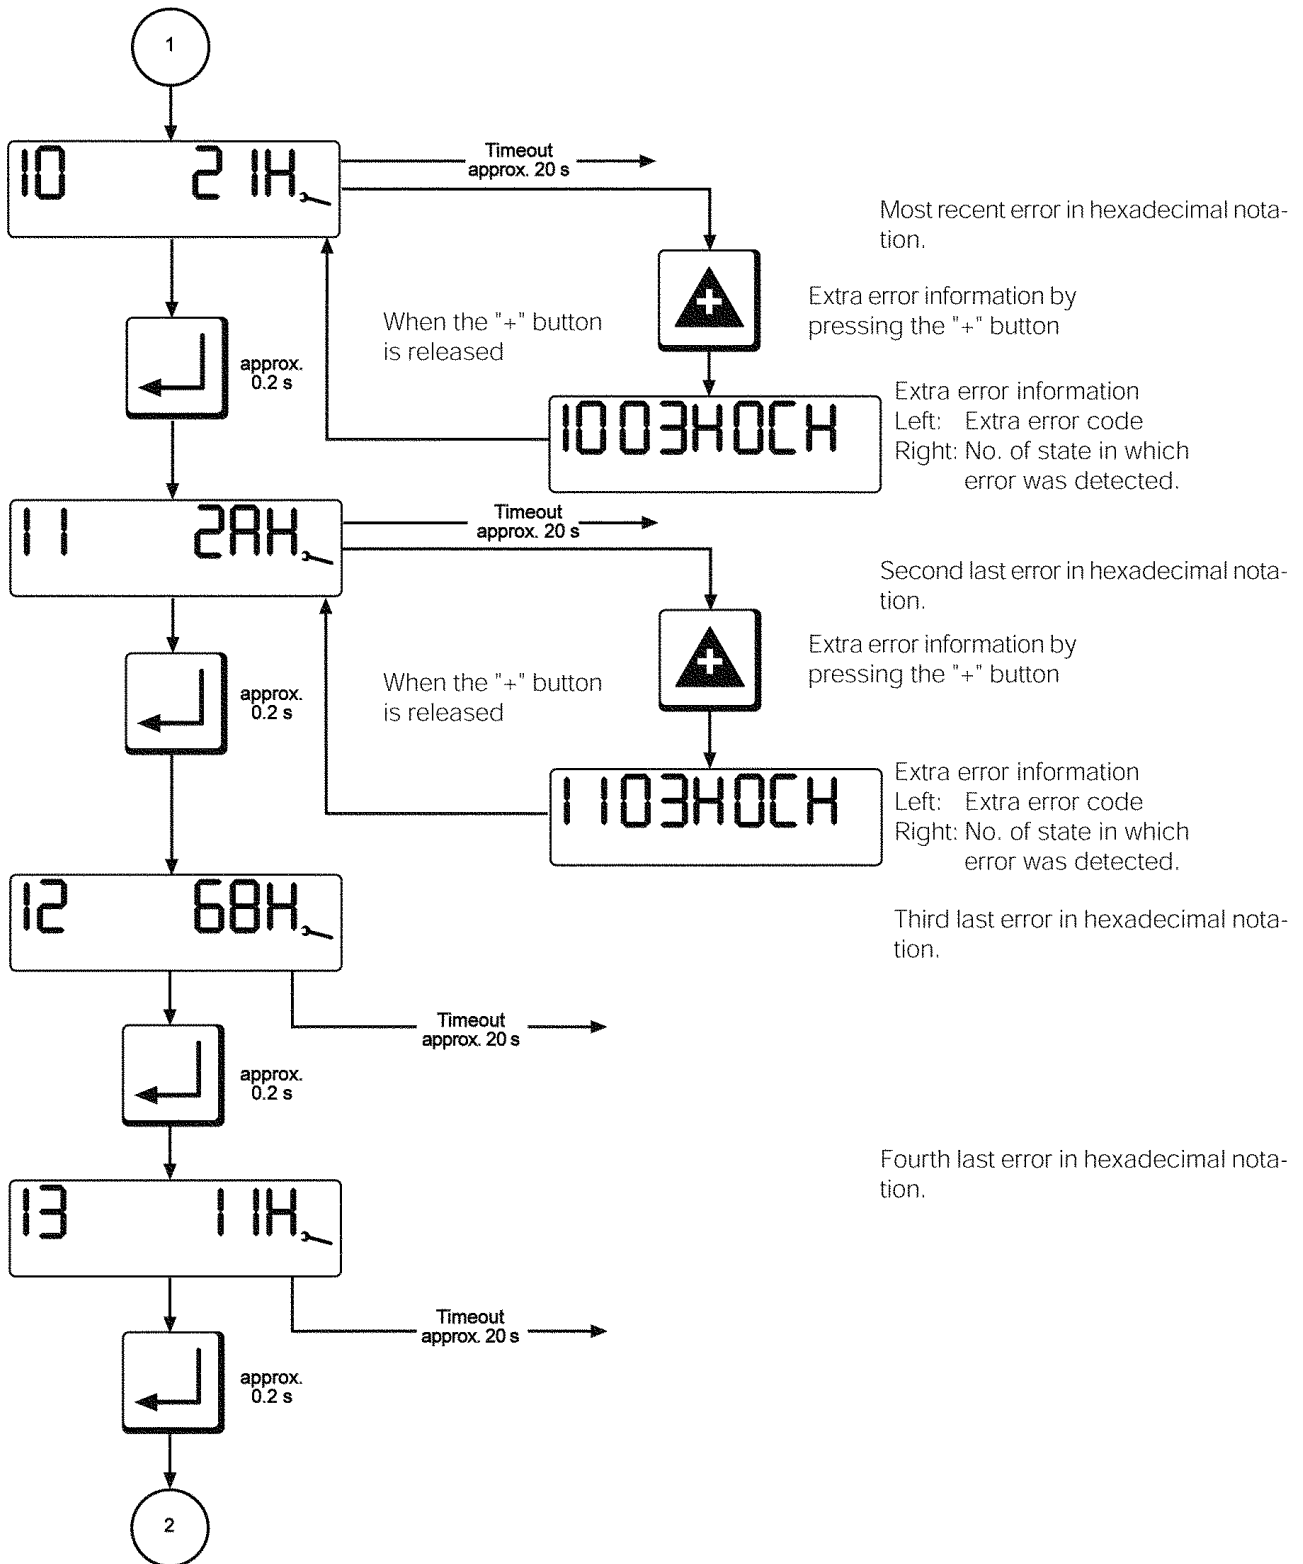 1
10 21H
Timeout
approx. 20 s
Most recent error in hexadecimal nota-
tion.
Extra error information by
pressing the "+" button
When the "+" button
is released
approx.
0.2 s
Extra error information
Left: Extra error code
Right: No. of state in which
error was detected.
1003H0CH
11 2AH
Timeout
approx. 20 s
Second last error in hexadecimal nota-
tion.
Extra error information by
pressing the "+" button
When the "+" button
is released
approx.
0.2 s
Extra error information
Left: Extra error code
Right: No. of state in which
error was detected.
1103H0CH
12 68H
Third last error in hexadecimal nota-
tion.
Timeout
approx. 20 s
approx.
0.2 s
Fourth last error in hexadecimal nota-
tion.
13 11H
Timeout
approx. 20 s
approx.
0.2 s
2